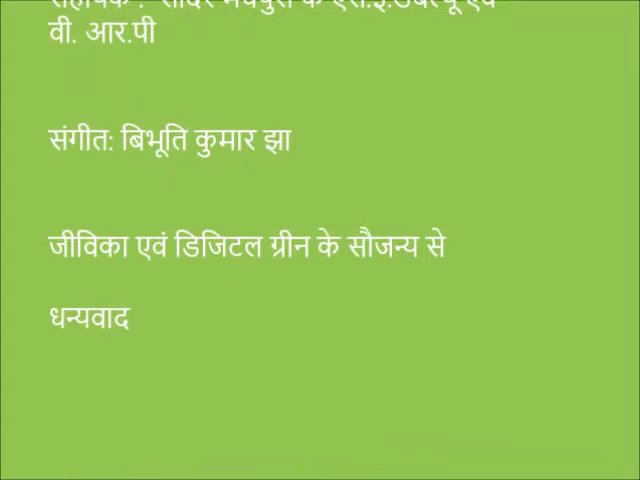 वी. आर.पी
संगीत: बिभूति कुमार झा
जीविका एवं डिजिटल ग्रीन के सौजन्य से
धन्यवाद